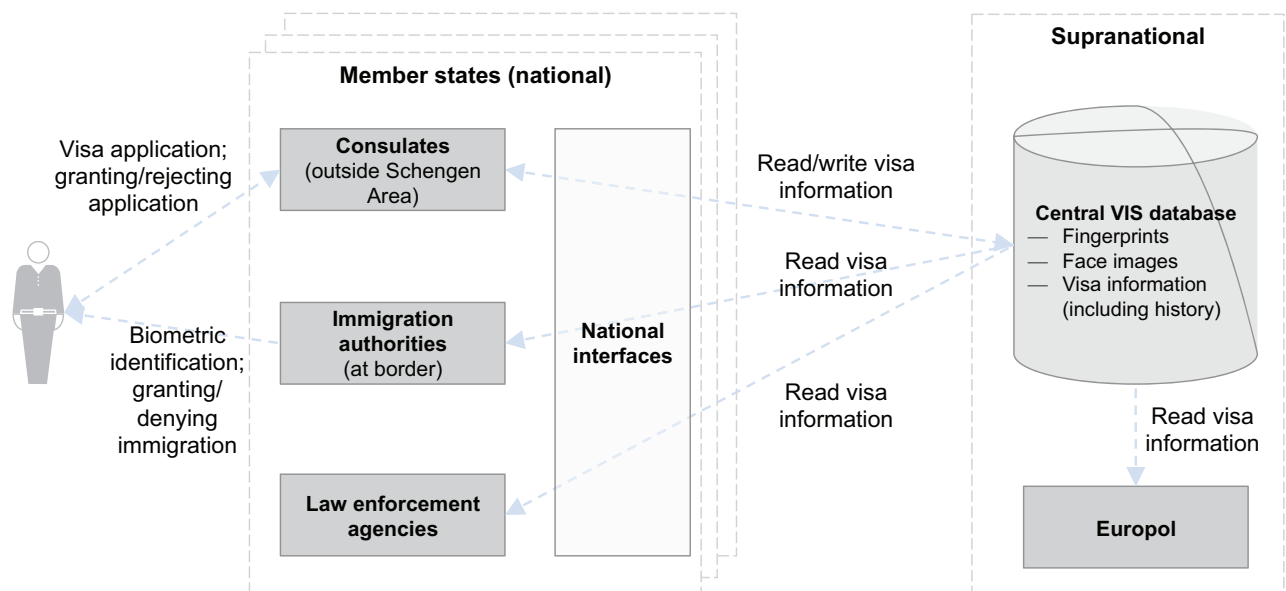 Supranational
Member states (national)
Visa application;
granting/rejecting
application
Consulates
(outside Schengen
Area)
Read/write visa
information
Central VIS database
— Fingerprints
— Face images
— Visa information
(including history)
Read visa
information
Biometric
identification;
granting/
denying
immigration
Immigration
authorities
(at border)
National
interfaces
Read visa
information
Read visa
information
Law enforcement
agencies
Europol